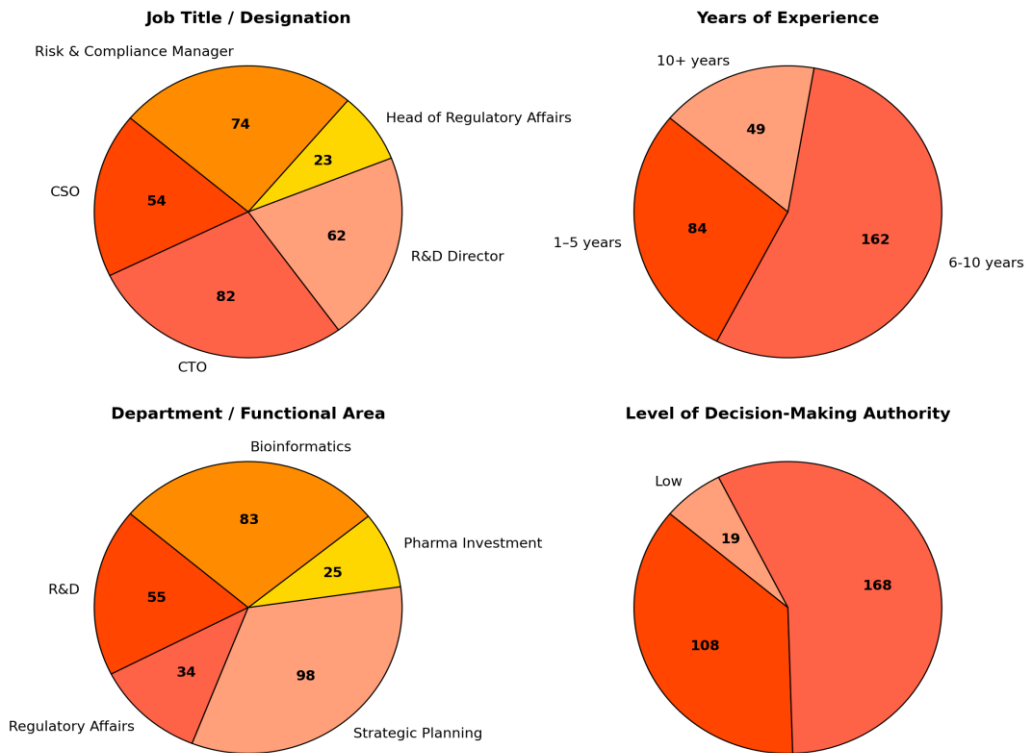 Job Title / Designation
Risk & Compliance Manager
74
Head of Regulatory Affairs
23
CSO
54
62
R&D Director
82
CTO
Years of Experience
10+ years
49
1–5 years
84
162
6-10 years
Department / Functional Area
Bioinformatics
83
Pharma Investment
25
R&D
55
34
98
Regulatory Affairs
Strategic Planning
Level of Decision-Making Authority
Low
19
168
108